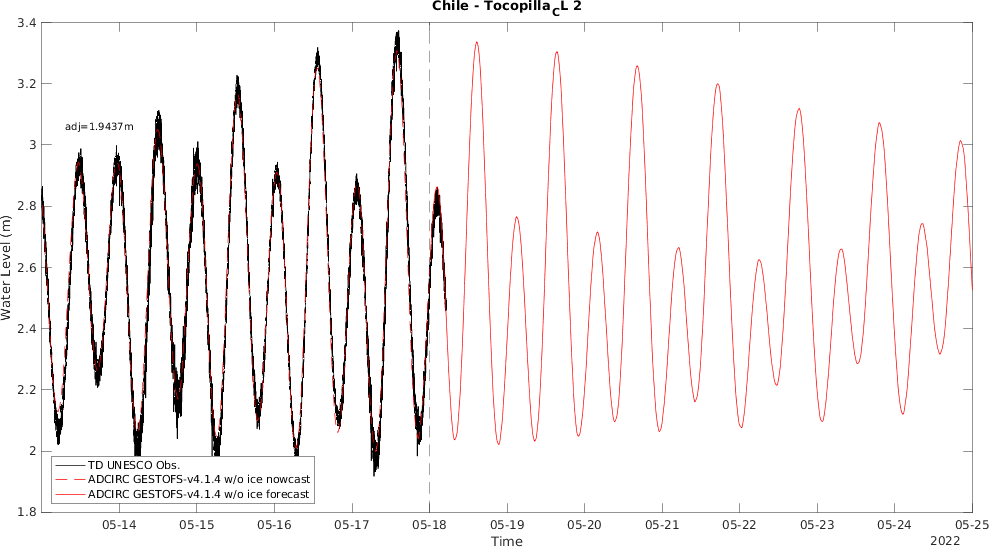 Chile - Tocopilla_CL 2
3.4
3.2
3
2.8
2.6
2.4
2.2
2
1.8
Water Level (m)
adj=1.9437m
TD UNESCO Obs.
ADCIRC GESTOFS-v4.1.4 w/o ice nowcast
ADCIRC GESTOFS-v4.1.4 w/o ice forecast
05-14 05-15 05-16 05-17 05-18 05-19 05-20 05-21 05-22 05-23 05-24 05-25
Time
2022